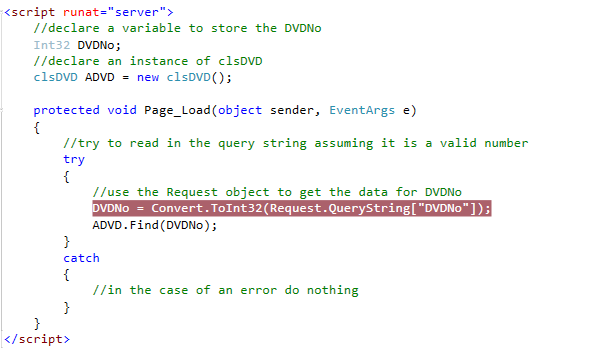 <script runat="server">
//declare a variable to store the DVDNo
Int32 DVDNo;
//declare an instance of clsDVD
clsDVD ADVD = new clsDVD();
protected void Page_Load(object sender, EventArgs e)
{
//try to read in the query string assuming it is a valid number
try
{
//use the Request object to get the data for DVDNo
DVDNo = Convert.ToInt32(Request.QueryString["DVDNo"]);
ADVD.Find(DVDNo);
}
catch
{
//in the case of an error do nothing
}
}
</script>